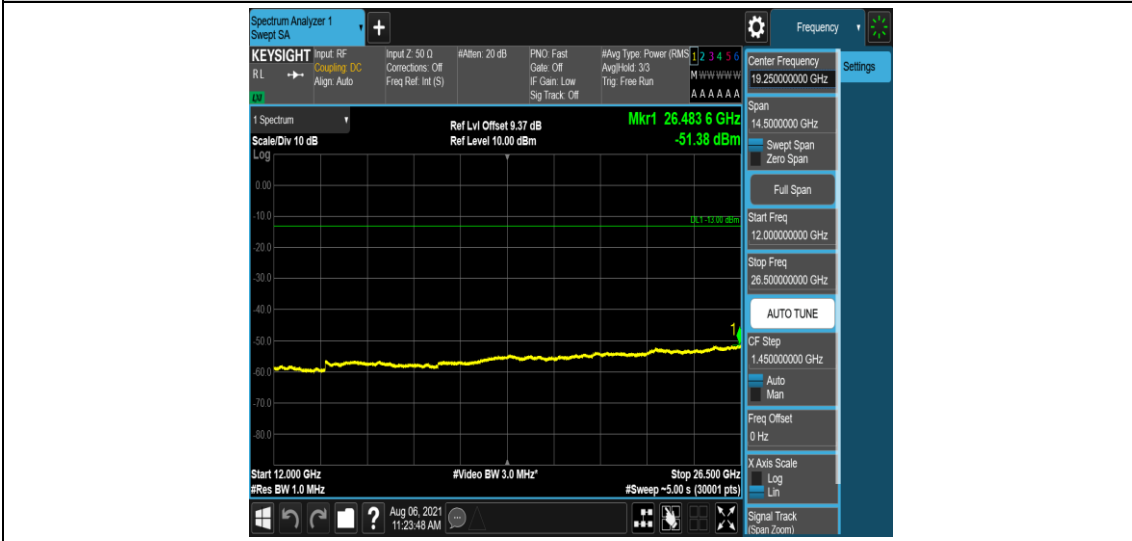 Spectrum Analyzer 1
Swept SA
Frequency
KEYSIGHT
RL
Input: RF
Coupling: DC
Align: Auto
Input Z: 50 Ω
Corrections: Off
Freq Ref: Int (S)
#Atten: 20 dB
PNO: Fast
Gate: Off
IF Gain: Low
Sig Track: Off
#Avg Type: Power (RMS
Avg|Hold: 3/3
Trig: Free Run
1 2 3 4 5 6
M W W W W W
A A A A A A
1 Spectrum
Scale/Div 10 dB
Log
Ref Lvl Offset 9.37 dB
Ref Level 10.00 dBm
Mkr1 26.483 6 GHz
-51.38 dBm
0.00
-10.0
DL1 -13.00 dBm
-20.0
-30.0
-40.0
1
-50.0
-60.0
-70.0
-80.0
Start 12.000 GHz
#Res BW 1.0 MHz
#Video BW 3.0 MHz*
Stop 26.500 GHz
#Sweep ~5.00 s (30001 pts)
Center Frequency
19.250000000 GHz
Settings
Span
14.5000000 GHz
Swept Span
Zero Span
Full Span
Start Freq
12.000000000 GHz
Stop Freq
26.500000000 GHz
AUTO TUNE
CF Step
1.450000000 GHz
Auto
Man
Freq Offset
0 Hz
X Axis Scale
Log
Lin
Signal Track
(Span Zoom)
?
Aug 06, 2021
11:23:48 AM